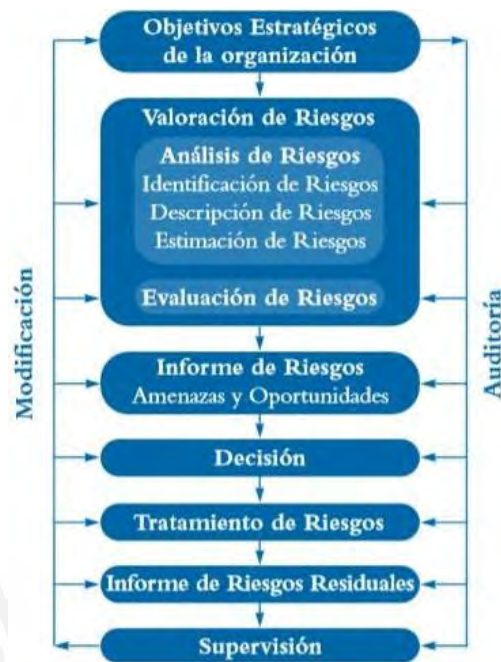 Objetivos Estratégicos
de la organización
Valoración de Riesgos
Análisis de Riesgos
Identificación de Riesgos
Descripción de Riesgos
Estimación de Riesgos
Evaluación de Riesgos
Informe de Riesgos
Amenazas y Oportunidades
Decisión
Tratamiento de Riesgos
Informe de Riesgos Residuales
Supervisión
Modificación
Auditoría